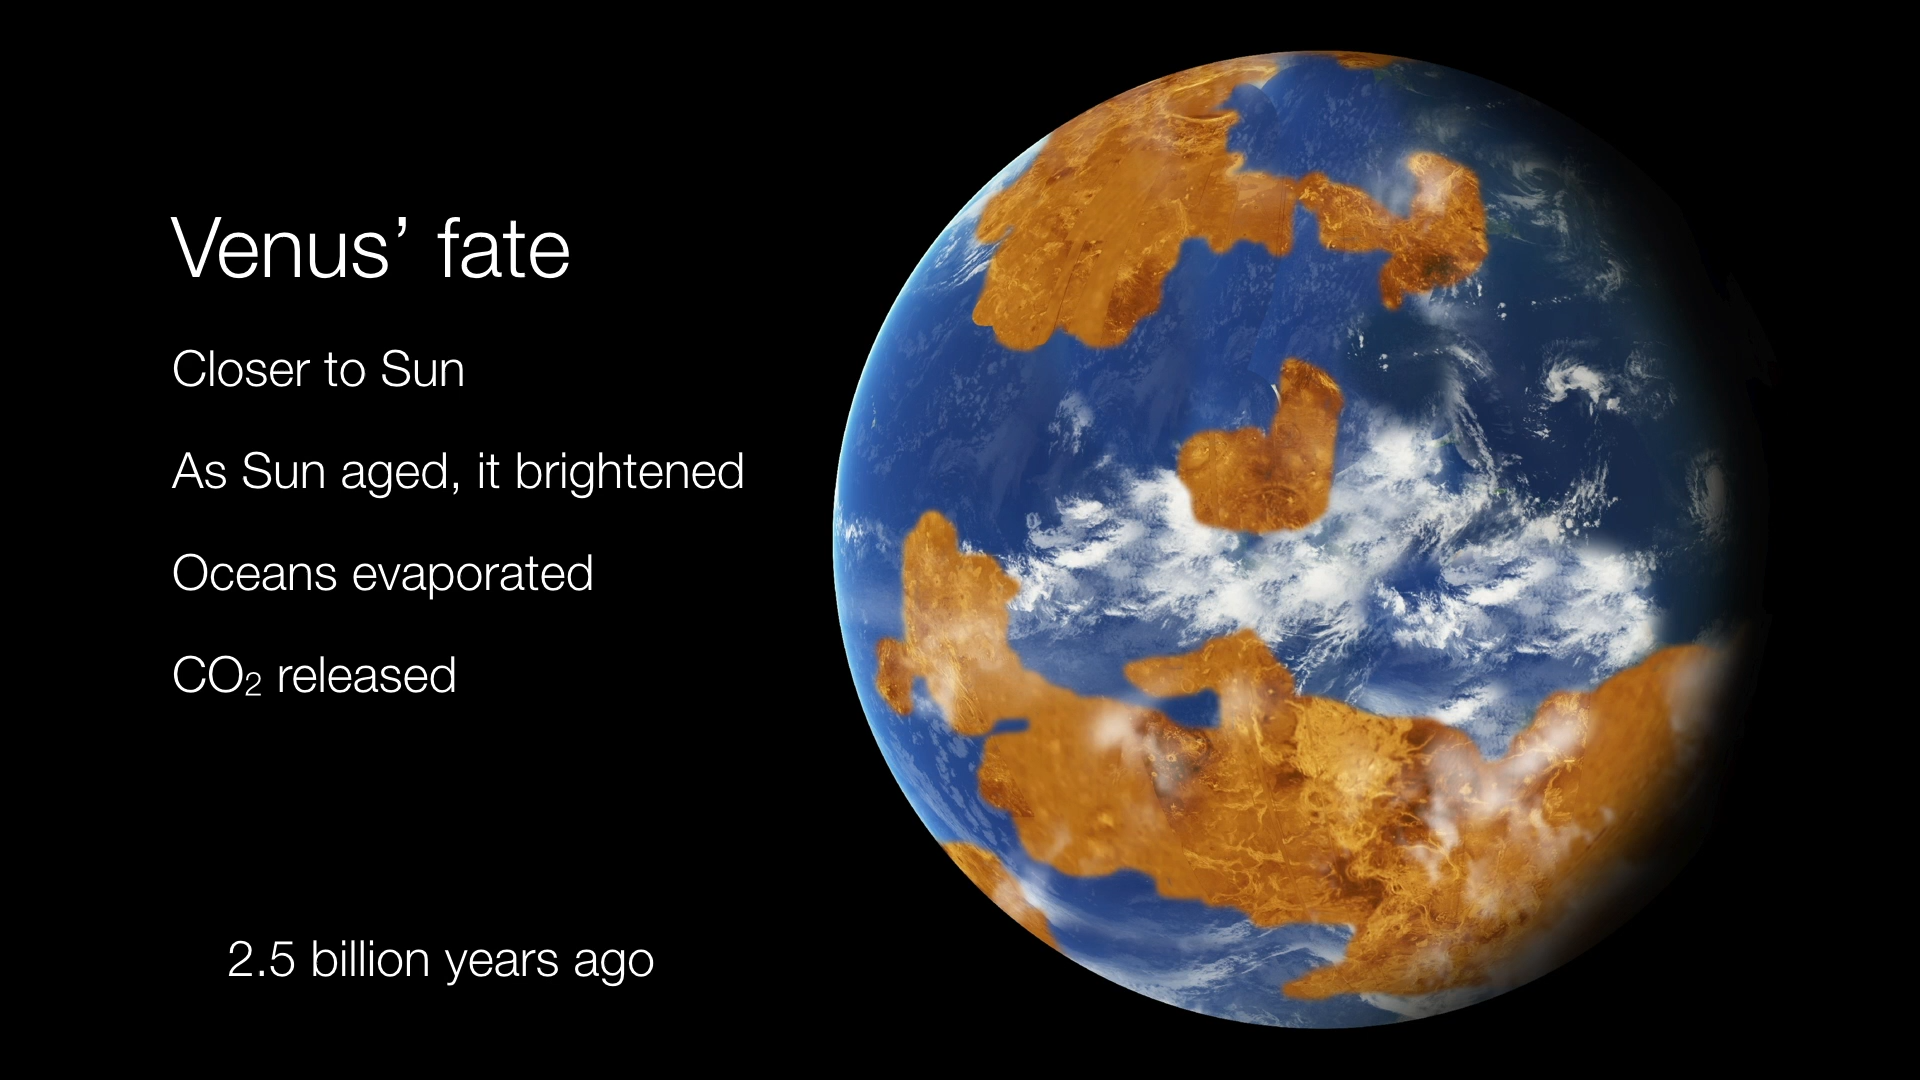 Venus’ fate
Closer to Sun
As Sun aged, it brightened
Oceans evaporated
CO₂ released
2.5 billion years ago